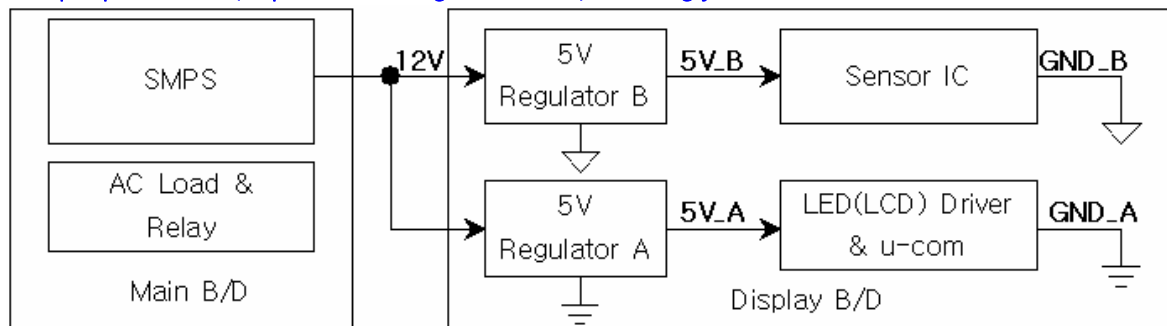 SMPS
12V
5V
Regulator B
5V_B
Sensor IC
GND_B
AC Load &
Relay
5V
Regulator A
5V_A
LED(LCD) Driver
& u-com
GND_A
Main B/D
Display B/D